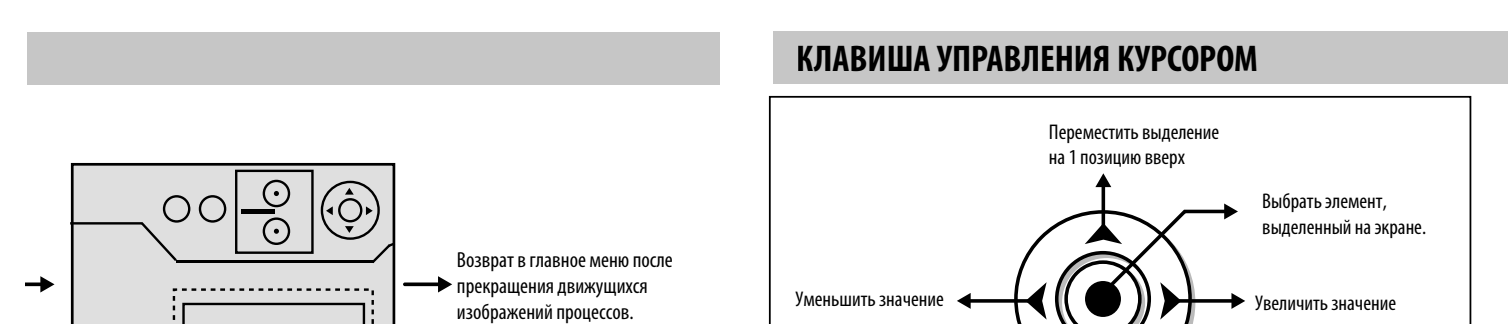 Возврат в главное меню после
прекращения движущихся
изображений процессов.
КЛАВИША УПРАВЛЕНИЯ КУРСОРОМ
Переместить выделение
на 1 позицию вверх
Выбрать элемент,
выделенный на экране.
Уменьшить значение
Увеличить значение